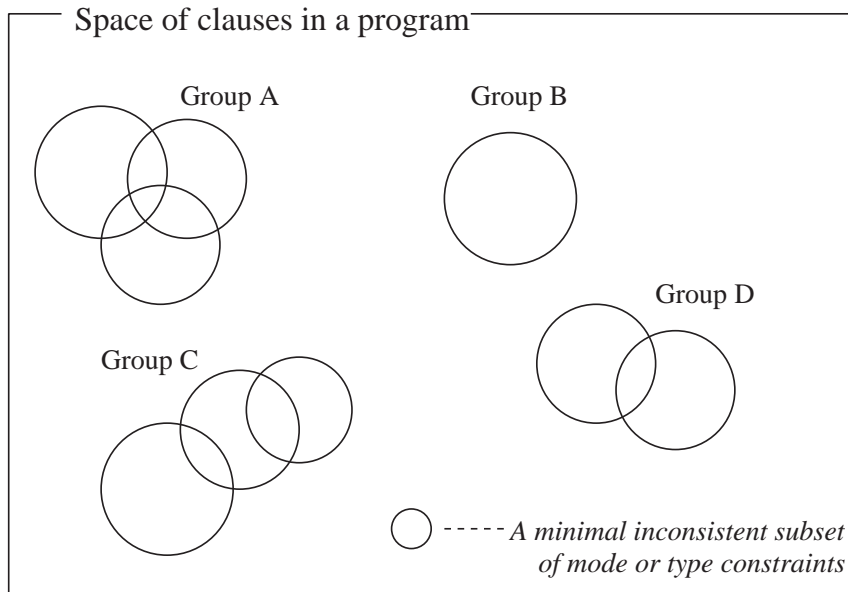 Space of clauses in a program
Group A
Group B
Group D
Group C
A minimal inconsistent subset
of mode or type constraints